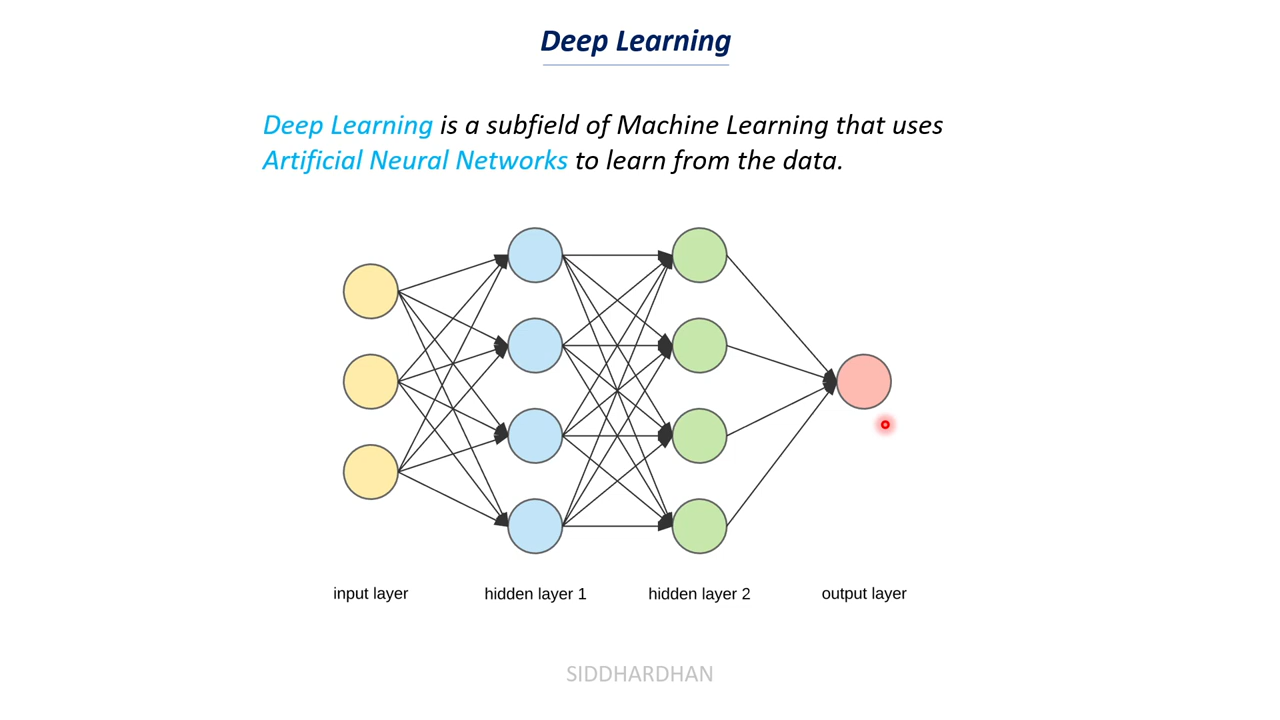 Deep Learning
Deep Learning is a subfield of Machine Learning that uses
Artificial Neural Networks to learn from the data.
input layer
hidden layer 1
hidden layer 2
output layer
SIDDHARDHAN